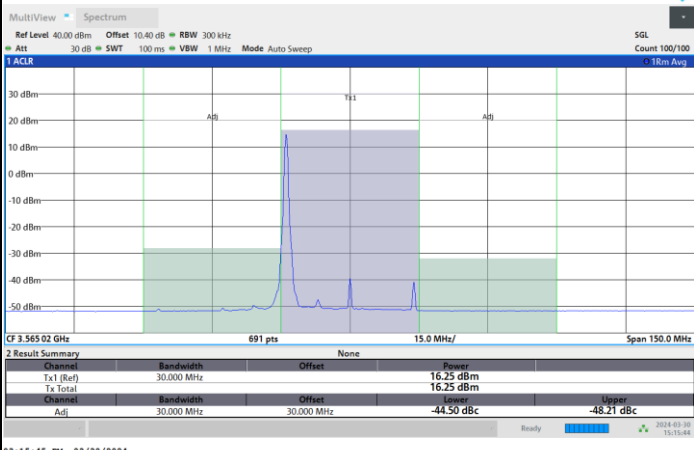 MultiView Spectrum
Ref Level 40.00 dBm Offset 10.40 dB RBW 300 kHz SGL
Att 30 dB SWT 100 ms VBW 1 MHz Mode Auto Sweep Count 100/100
1 ACLR 1Rm Avg
30 dBm
Tx1
20 dBm
Adj Adj
10 dBm
0 dBm
-10 dBm
-20 dBm
-30 dBm
-40 dBm
-50 dBm
CF 3.565 02 GHz 691 pts 15.0 MHz/ Span 150.0 MHz
2 Result Summary None
Channel Bandwidth Offset Power
Tx1 (Ref) 30.000 MHz 16.25 dBm
Tx Total 16.25 dBm
Channel Bandwidth Offset Lower Upper
Adj 30.000 MHz 30.000 MHz -44.50 dBc -48.21 dBc
Ready 2024-03-30
15:15:44